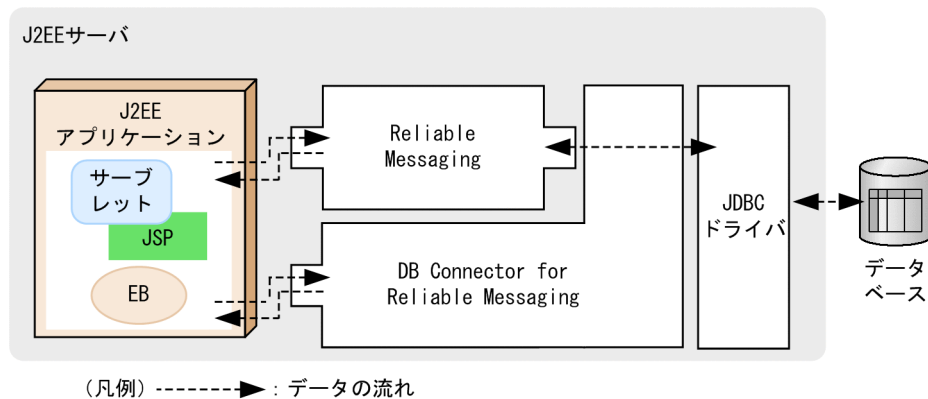 J2EEサーバ
J2EE
アプリケーション
サーブ
レット
JSP
EB
Reliable
Messaging
DB Connector for
Reliable Messaging
JDBC
ドライバ
データ
ベース
(凡例) : データの流れ